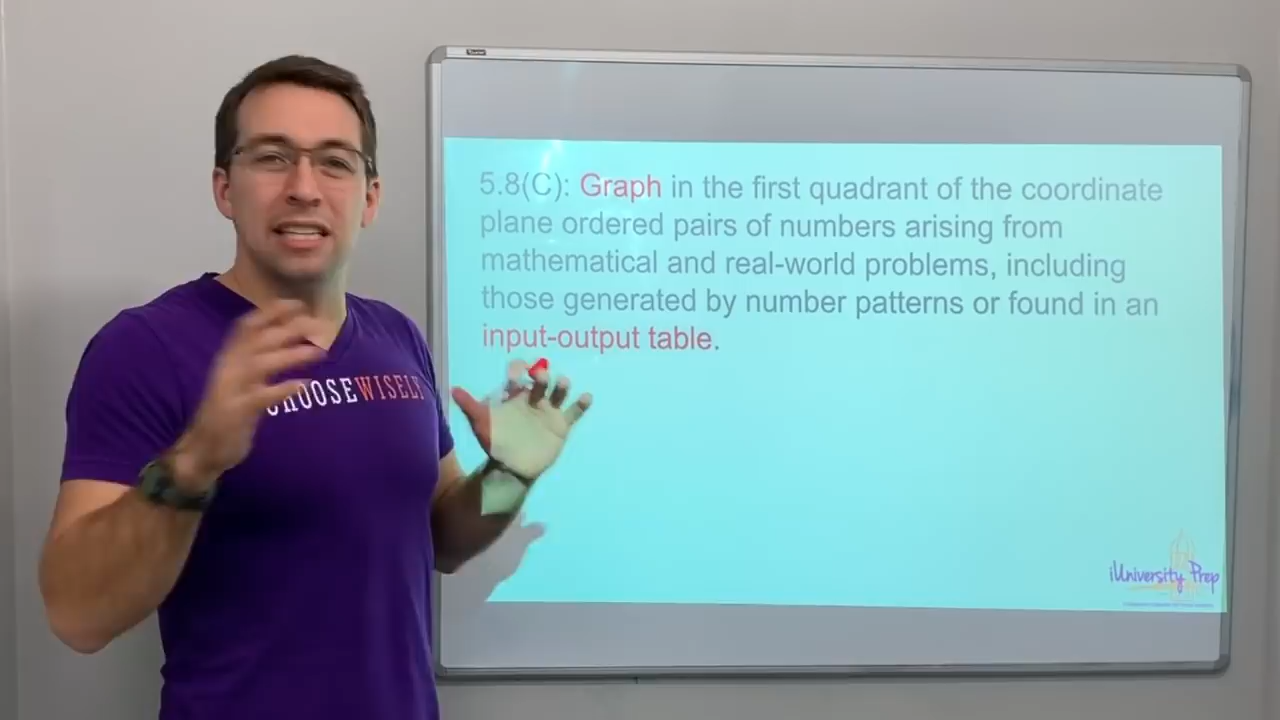 5.8(C): Graph in the first quadrant of the coordinate
plane ordered pairs of numbers arising from
mathematical and real-world problems, including
those generated by number patterns or found in an
input-output table.
HOOSEWISELY
iUniversity Prep